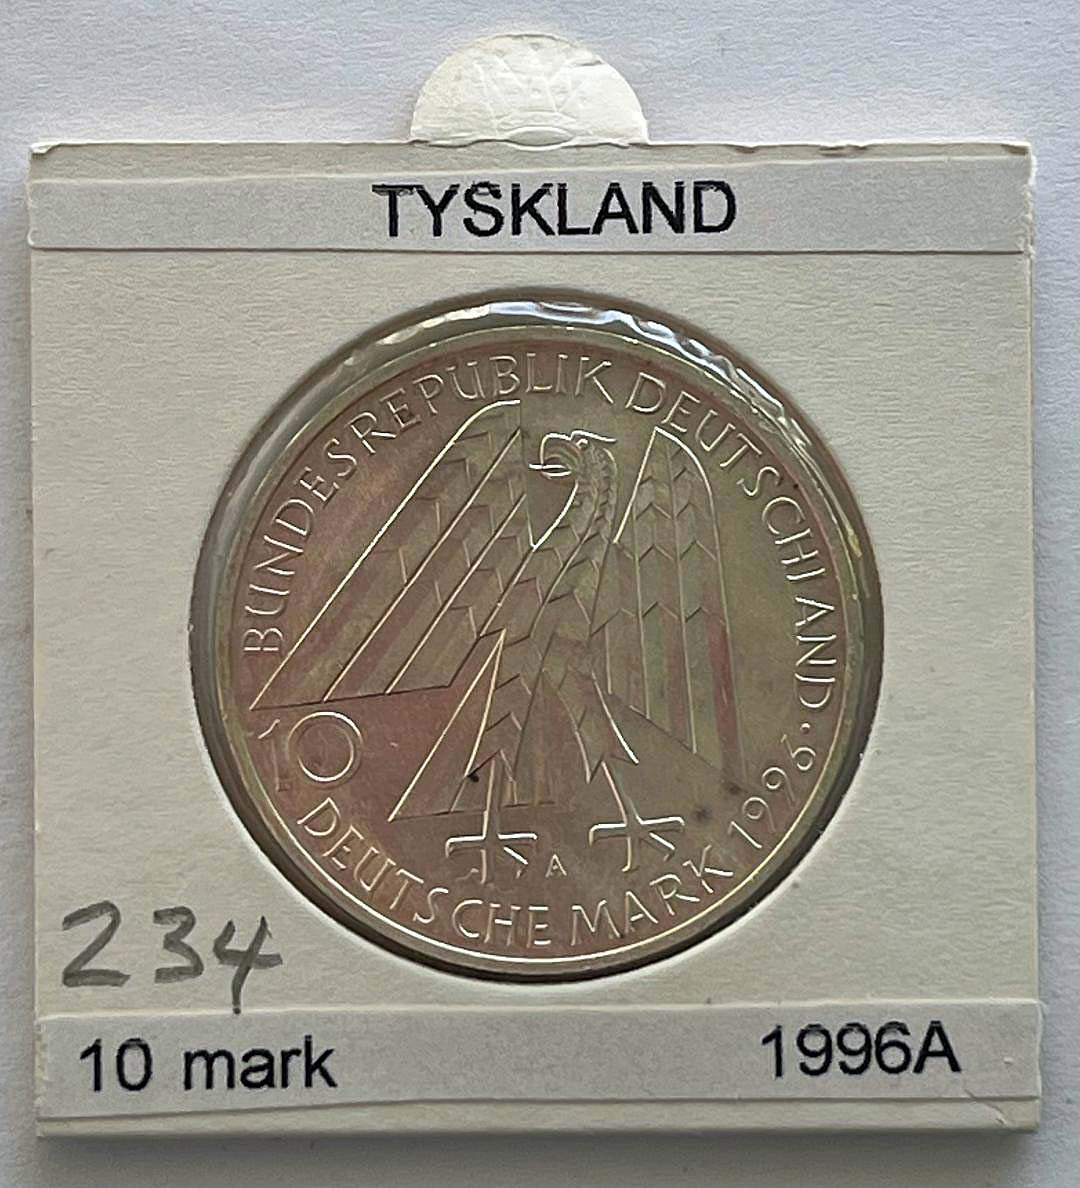 TYSKLAND
BUNDESREPUBLIK DEUTSCHLAND · 1996
10
DEUTSCHE MARK
A
234
10 mark 1996A